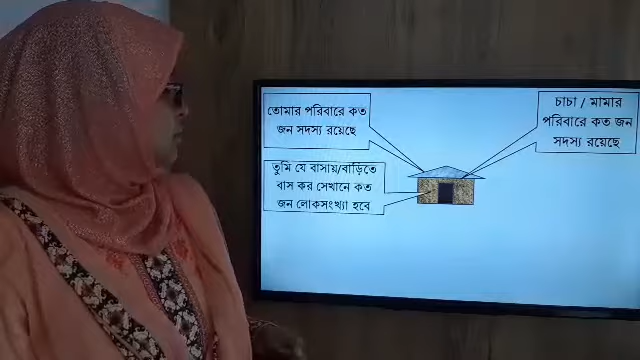 তোমার পরিবারে কত
জন সদস্য রয়েছে
চাচা / মামার
পরিবারে কত জন
সদস্য রয়েছে
তুমি যে বাসায়/বাড়িতে
বাস কর সেখানে কত
জন লোকসংখ্যা হবে